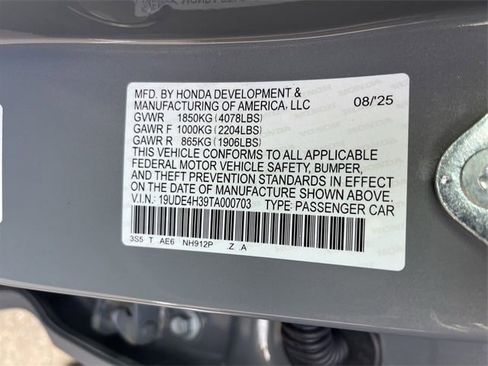 MFD. BY HONDA DEVELOPMENT &
MANUFACTURING OF AMERICA, LLC 08/'25
GVWR 1850KG (4078LBS)
GAWR F 1000KG (2204LBS)
GAWR R 865KG (1906LBS)
THIS VEHICLE CONFORMS TO ALL APPLICABLE
FEDERAL MOTOR VEHICLE SAFETY, BUMPER,
AND THEFT PREVENTION STANDARDS IN EFFECT
ON THE DATE OF MANUFACTURE SHOWN ABOVE.
V.I.N.: 19UDE4H39TA000703 TYPE: PASSENGER CAR
3S5 T .AE6 NH912P .Z .A